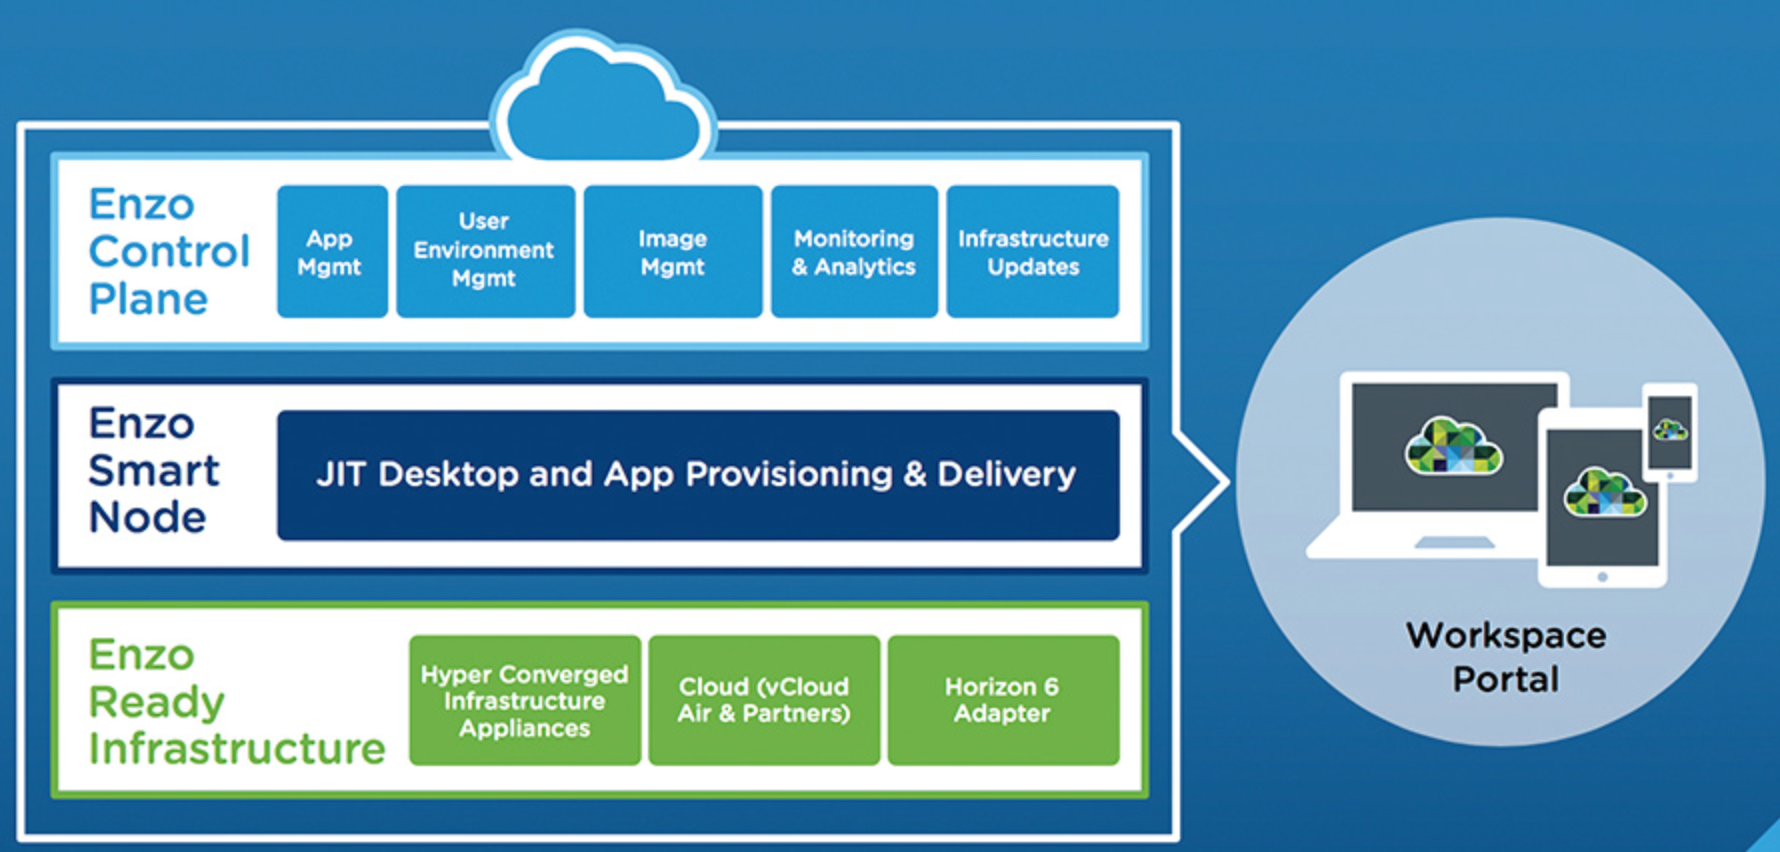 Enzo
Control
Plane
App
Mgmt
User
Environment
Mgmt
Image
Mgmt
Monitoring
& Analytics
Infrastructure
Updates
Enzo
Smart
Node
JIT Desktop and App Provisioning & Delivery
Enzo
Ready
Infrastructure
Hyper Converged
Infrastructure
Appliances
Cloud (vCloud
Air & Partners)
Horizon 6
Adapter
Workspace
Portal